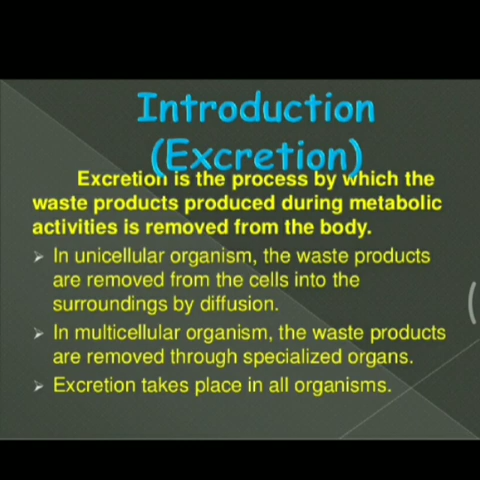 Introduction
(Excretion)
Excretion is the process by which the
waste products produced during metabolic
activities is removed from the body.
➢ In unicellular organism, the waste products
are removed from the cells into the
surroundings by diffusion.
➢ In multicellular organism, the waste products
are removed through specialized organs.
➢ Excretion takes place in all organisms.